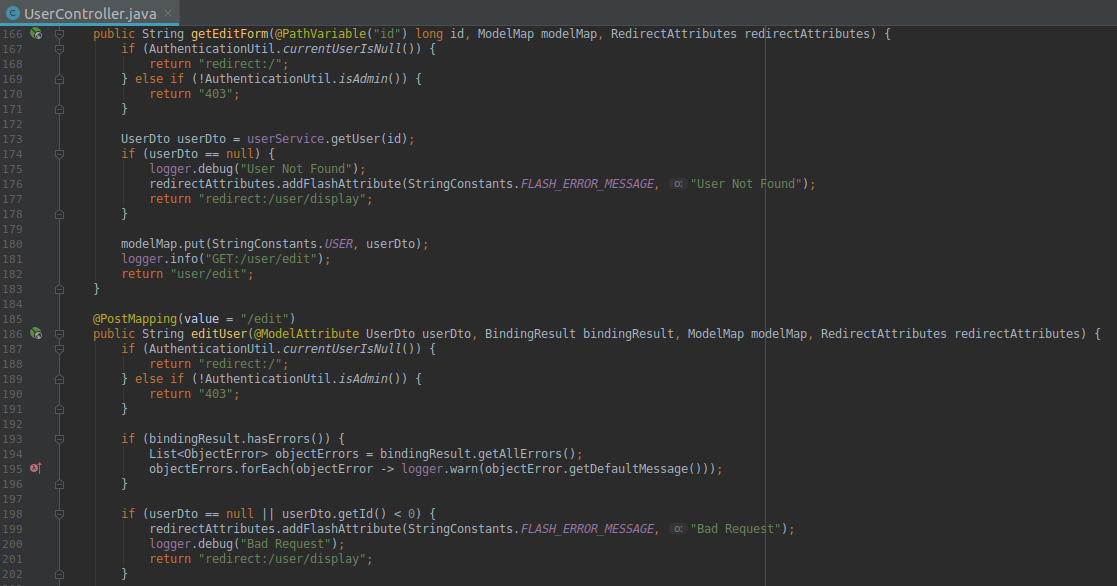 UserController.java
166 public String getEditForm(@PathVariable("id") long id, ModelMap modelMap, RedirectAttributes redirectAttributes) {
167 if (AuthenticationUtil.currentUserIsNull()) {
168 return "redirect:/";
169 } else if (!AuthenticationUtil.isAdmin()) {
170 return "403";
171 }
172
173 UserDto userDto = userService.getUser(id);
174 if (userDto == null) {
175 logger.debug("User Not Found");
176 redirectAttributes.addFlashAttribute(StringConstants.FLASH_ERROR_MESSAGE, o: "User Not Found");
177 return "redirect:/user/display";
178 }
179
180 modelMap.put(StringConstants.USER, userDto);
181 logger.info("GET:/user/edit");
182 return "user/edit";
183 }
184
185 @PostMapping(value = "/edit")
186 public String editUser(@ModelAttribute UserDto userDto, BindingResult bindingResult, ModelMap modelMap, RedirectAttributes redirectAttributes) {
187 if (AuthenticationUtil.currentUserIsNull()) {
188 return "redirect:/";
189 } else if (!AuthenticationUtil.isAdmin()) {
190 return "403";
191 }
192
193 if (bindingResult.hasErrors()) {
194 List<ObjectError> objectErrors = bindingResult.getAllErrors();
195 objectErrors.forEach(objectError -> logger.warn(objectError.getDefaultMessage()));
196 }
197
198 if (userDto == null || userDto.getId() < 0) {
199 redirectAttributes.addFlashAttribute(StringConstants.FLASH_ERROR_MESSAGE, o: "Bad Request");
200 logger.debug("Bad Request");
201 return "redirect:/user/display";
202 }